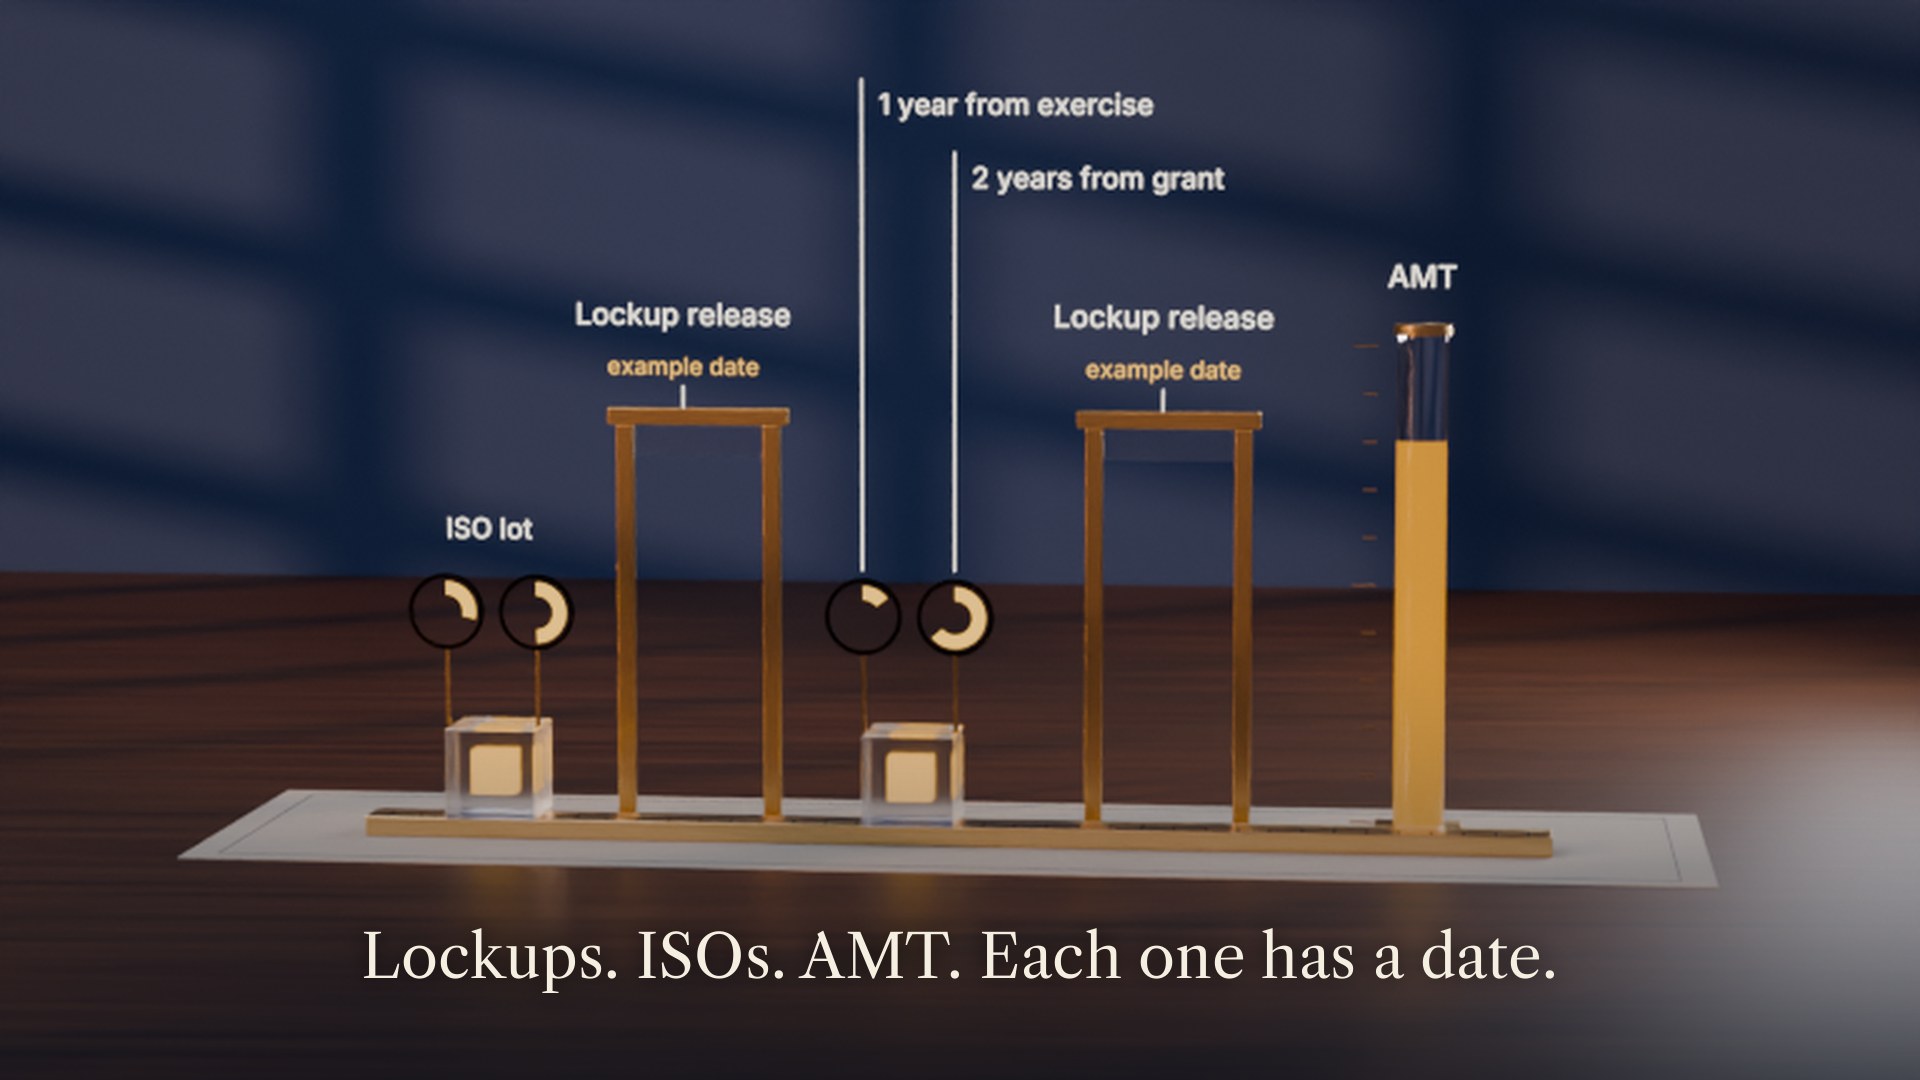 1 year from exercise
2 years from grant
AMT
Lockup release
example date
Lockup release
example date
ISO lot
Lockups. ISOs. AMT. Each one has a date.